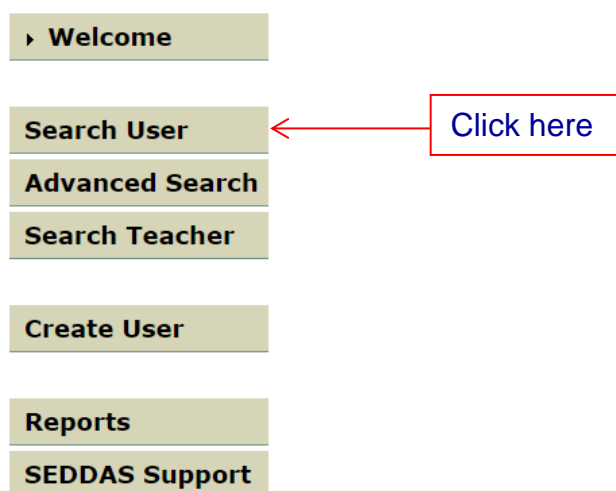 Welcome
Search User
Click here
Advanced Search
Search Teacher
Create User
Reports
SEDDAS Support